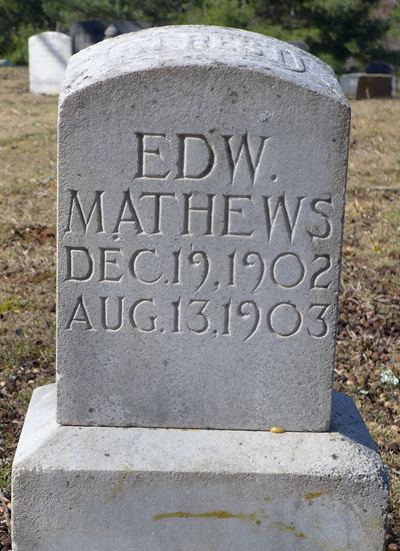 EDW.
MATHEWS
DEC. 19, 1902
AUG. 13, 1903